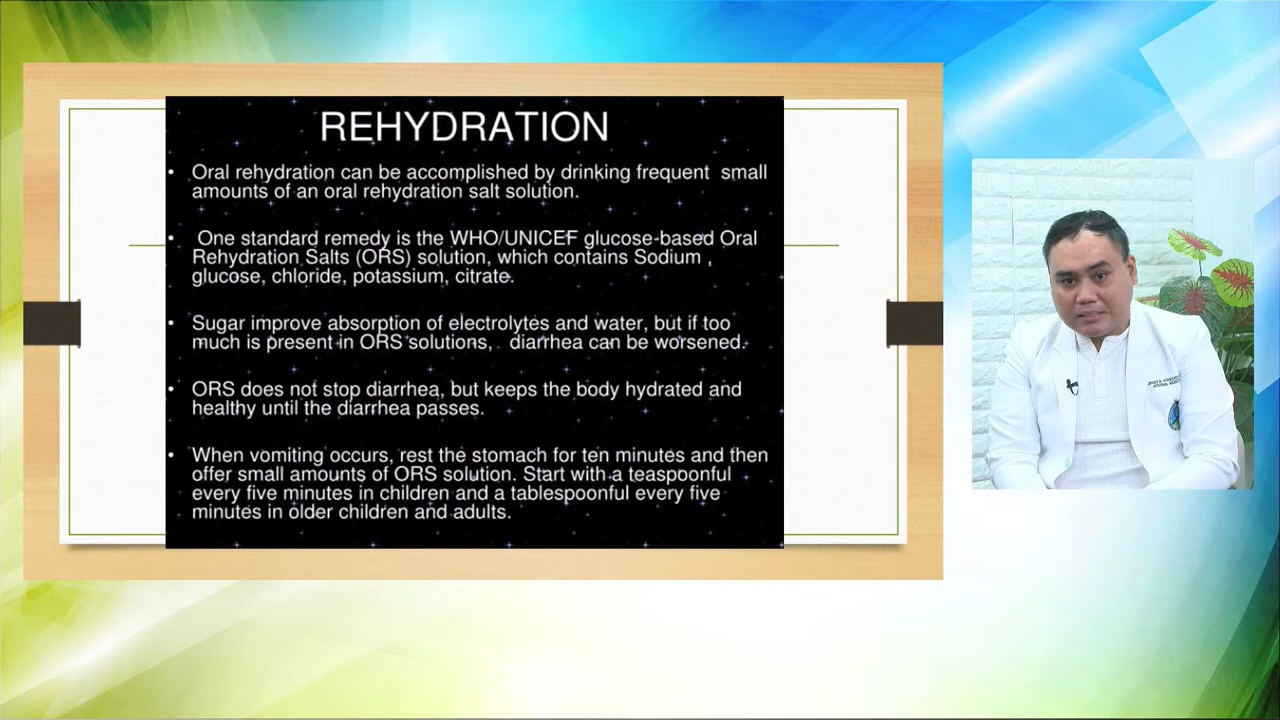 REHYDRATION
• Oral rehydration can be accomplished by drinking frequent small
amounts of an oral rehydration salt solution.
• One standard remedy is the WHO/UNICEF glucose-based Oral
Rehydration Salts (ORS) solution, which contains Sodium ,
glucose, chloride, potassium, citrate.
• Sugar improve absorption of electrolytes and water, but if too
much is present in ORS solutions, diarrhea can be worsened.
• ORS does not stop diarrhea, but keeps the body hydrated and
healthy until the diarrhea passes.
• When vomiting occurs, rest the stomach for ten minutes and then
offer small amounts of ORS solution. Start with a teaspoonful
every five minutes in children and a tablespoonful every five
minutes in older children and adults.